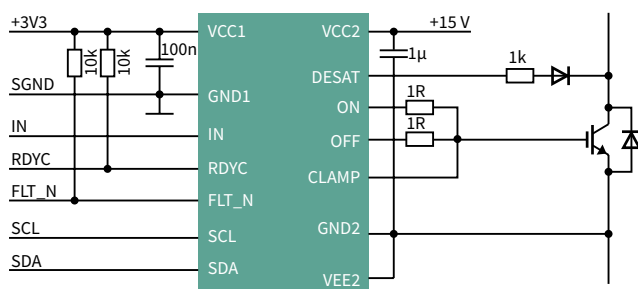 +3V3
10k
10k
100n
SGND
IN
RDYC
FLT_N
SCL
SDA
VCC1
GND1
IN
RDYC
FLT_N
SCL
SDA
VCC2
DESAT
ON
OFF
CLAMP
GND2
VEE2
+15 V
1µ
1k
1R
1R